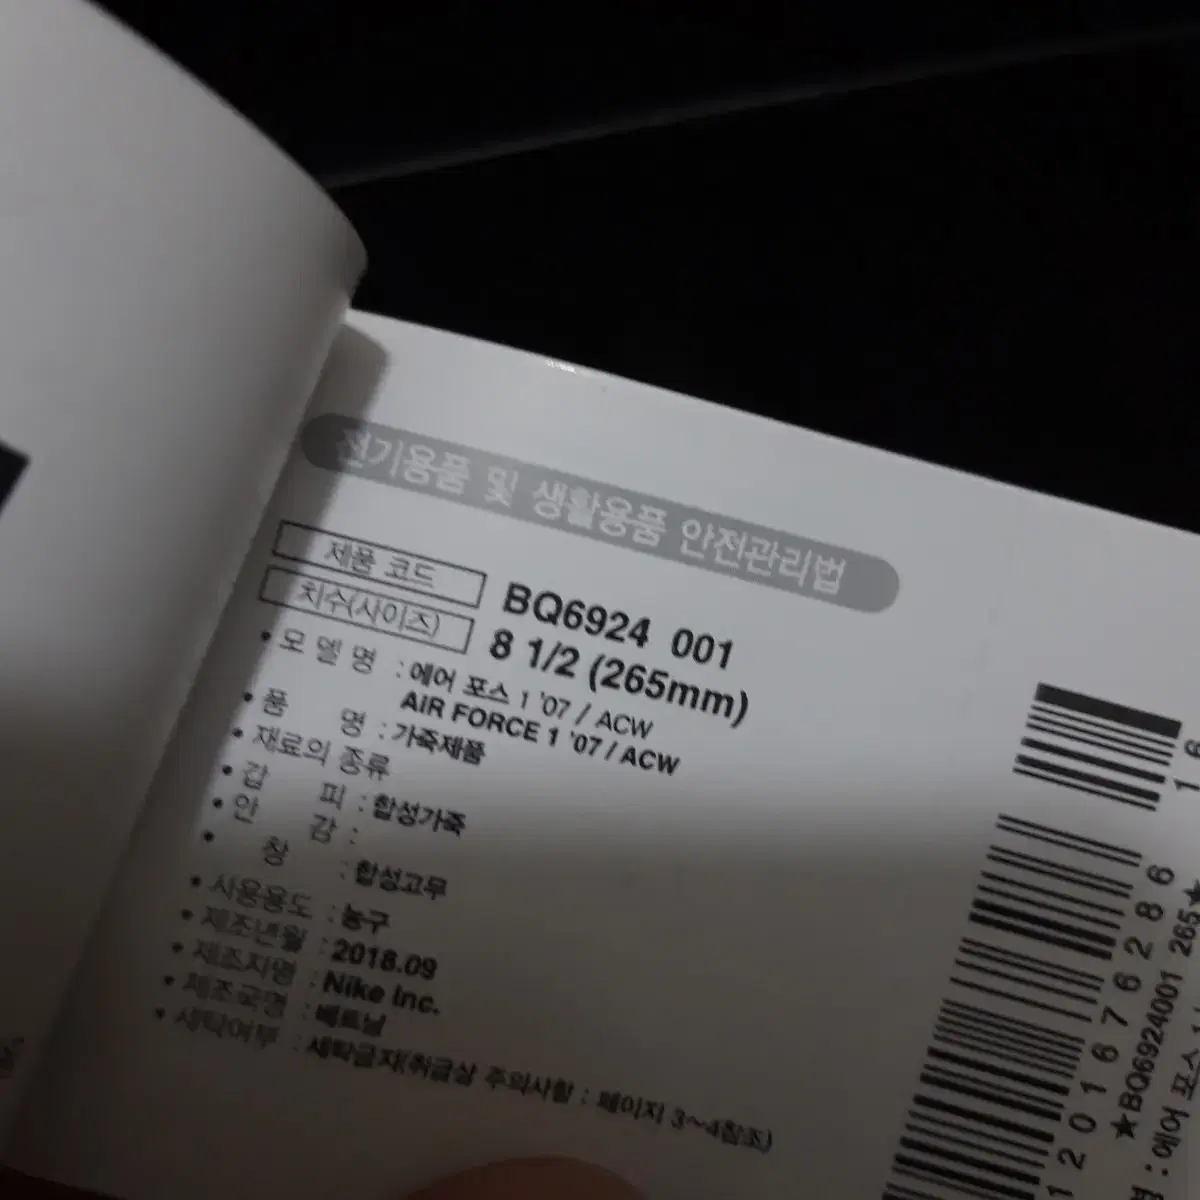 전기용품 및 생활용품 안전관리법
제품 코드 BQ6924 001
치수(사이즈) 8 1/2 (265mm)
• 모 델 명 : 에어 포스 1 '07 / ACW
AIR FORCE 1 '07 / ACW
• 품 명 : 가죽제품
• 재료의 종류
• 갑 피 : 합성가죽
• 안 감 :
• 창 : 합성고무
• 사용용도 : 농구
• 제조년월 : 2018.09
• 제조자명 : Nike Inc.
• 제조국명 : 베트남
• 세탁여부 : 세탁금지(취급상 주의사항 : 페이지 3~4참조)
1201676286 16
★BQ6924001 265★
: 에어 포스